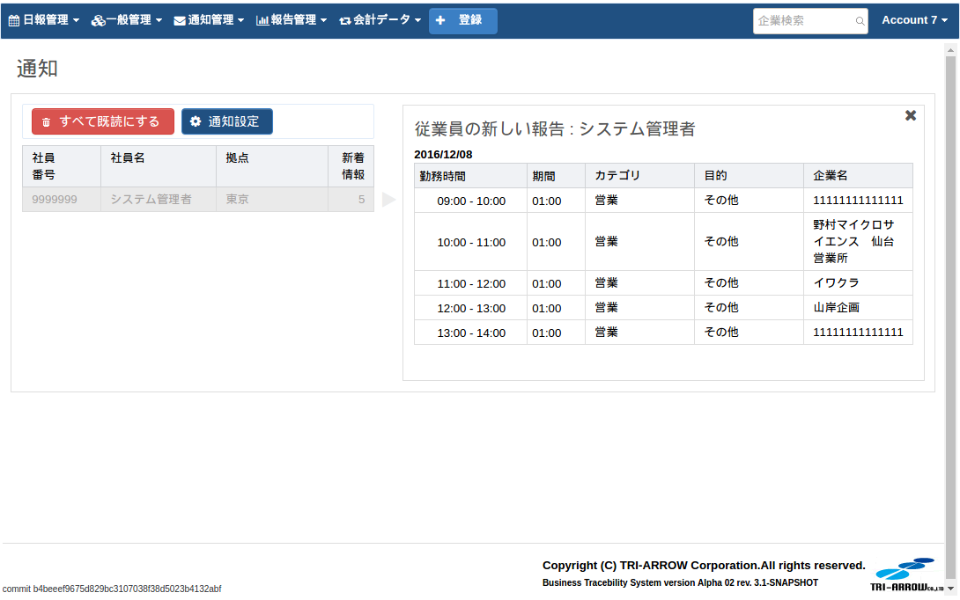 日報管理 一般管理 通知管理 報告管理 会計データ 登録 企業検索 Account 7
通知
すべて既読にする 通知設定
社員番号 社員名 拠点 新着情報
9999999 システム管理者 東京 5
従業員の新しい報告 : システム管理者
2016/12/08
勤務時間 期間 カテゴリ 目的 企業名
09:00 - 10:00 01:00 営業 その他 11111111111111
10:00 - 11:00 01:00 営業 その他 野村マイクロサイエンス 仙台営業所
11:00 - 12:00 01:00 営業 その他 イワクラ
12:00 - 13:00 01:00 営業 その他 山岸企画
13:00 - 14:00 01:00 営業 その他 11111111111111
Copyright (C) TRI-ARROW Corporation.All rights reserved.
Business Tracebility System version Alpha 02 rev. 3.1-SNAPSHOT
TRI-ARROW
commit b4beeef9675d829bc3107038f38d5023b4132abf